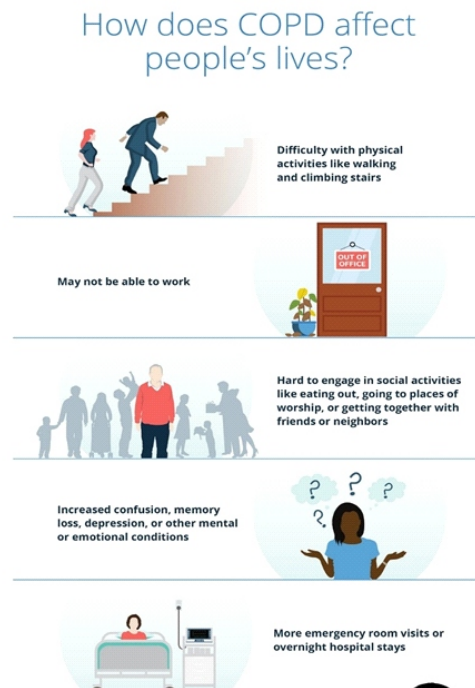 How does COPD affect
people's lives?
Difficulty with physical
activities like walking
and climbing stairs
OUT OF
OFFICE
May not be able to work
Hard to engage in social activities
like eating out, going to places of
worship, or getting together with
friends or neighbors
? ? ?
?
Increased confusion, memory
loss, depression, or other mental
or emotional conditions
More emergency room visits or
overnight hospital stays